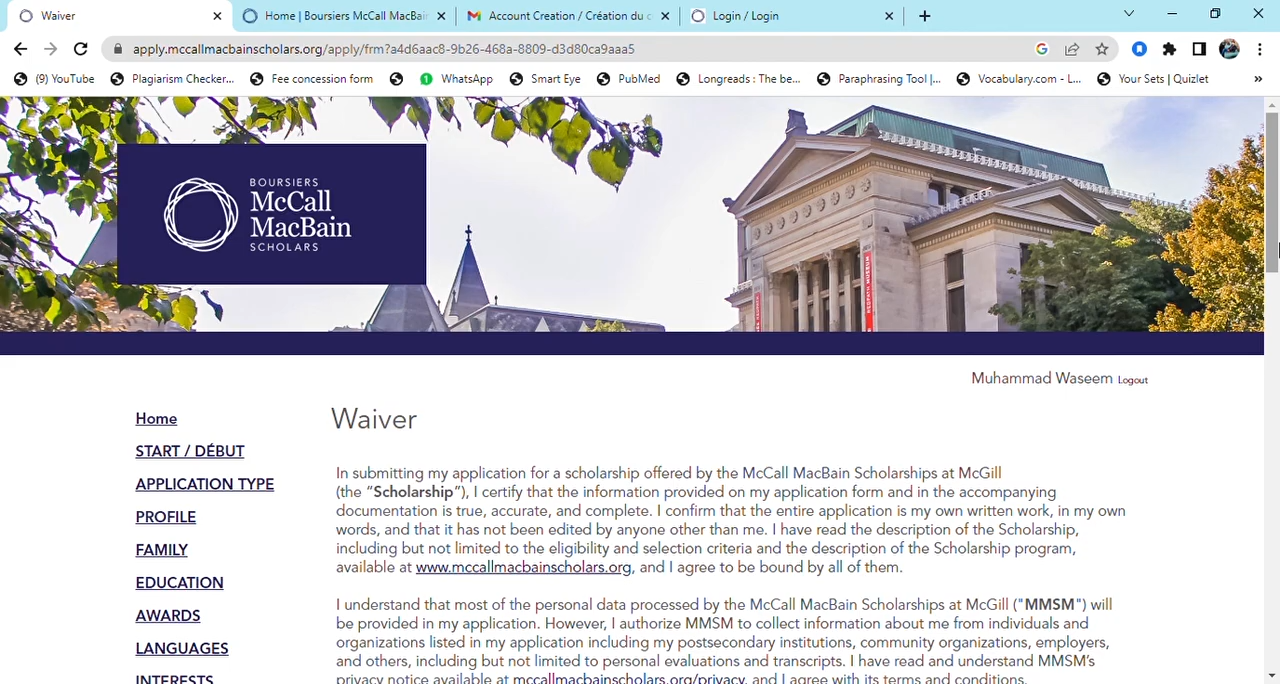 Waiver
Home | Boursiers McCall MacBai
Account Creation / Création du c
Login / Login
apply.mccallmacbainscholars.org/apply/frm?a4d6aac8-9b26-468a-8809-d3d80ca9aaa5
(9) YouTube
Plagiarism Checker...
Fee concession form
1
WhatsApp
Smart Eye
PubMed
Longreads : The be...
Paraphrasing Tool |...
Vocabulary.com - L...
Your Sets | Quizlet
»
BOURSIERS
McCall
MacBain
SCHOLARS
Muhammad Waseem Logout
Home
START / DÉBUT
APPLICATION TYPE
PROFILE
FAMILY
EDUCATION
AWARDS
LANGUAGES
INTERESTS
Waiver
In submitting my application for a scholarship offered by the McCall MacBain Scholarships at McGill
(the “Scholarship”), I certify that the information provided on my application form and in the accompanying
documentation is true, accurate, and complete. I confirm that the entire application is my own written work, in my own
words, and that it has not been edited by anyone other than me. I have read the description of the Scholarship,
including but not limited to the eligibility and selection criteria and the description of the Scholarship program,
available at www.mccallmacbainscholars.org, and I agree to be bound by all of them.
I understand that most of the personal data processed by the McCall MacBain Scholarships at McGill ("MMSM") will
be provided in my application. However, I authorize MMSM to collect information about me from individuals and
organizations listed in my application including my postsecondary institutions, community organizations, employers,
and others, including but not limited to personal evaluations and transcripts. I have read and understand MMSM’s
privacy notice available at mccallmacbainscholars.org/privacy, and I agree with its terms and conditions.